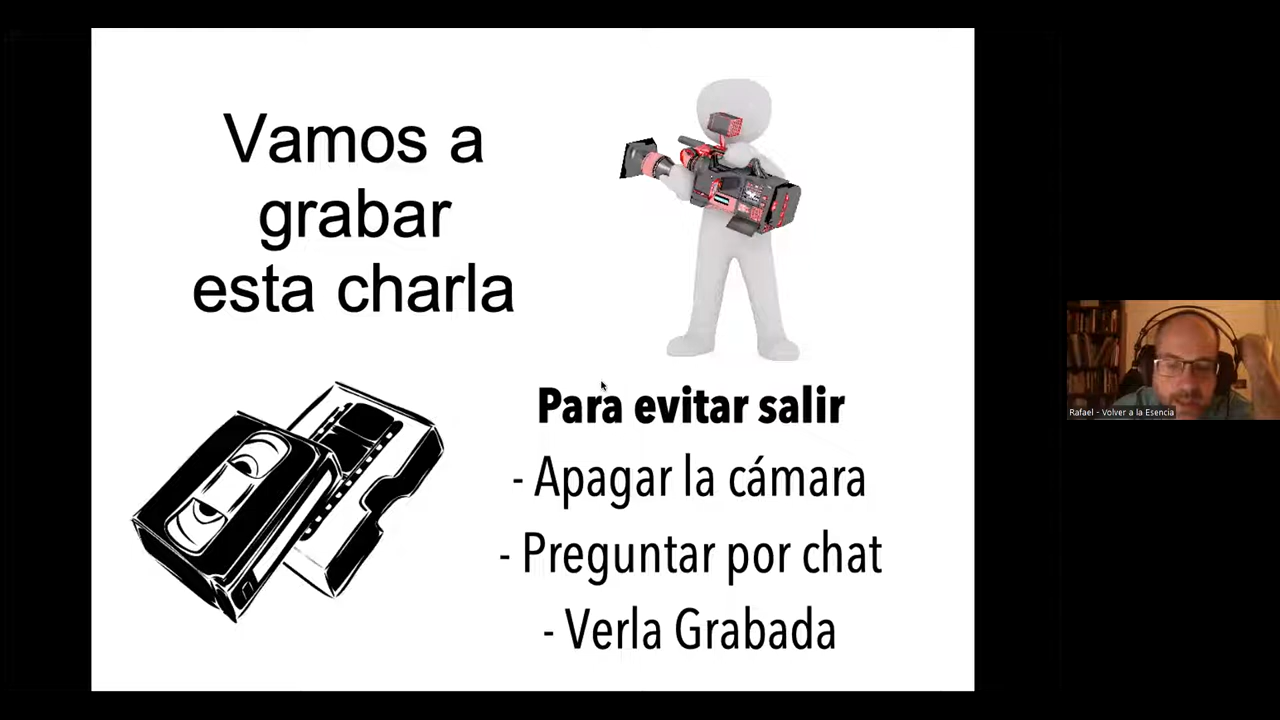 Vamos a
grabar
esta charla
Para evitar salir
- Apagar la cámara
- Preguntar por chat
- Verla Grabada
Rafael - Volver a la Esencia